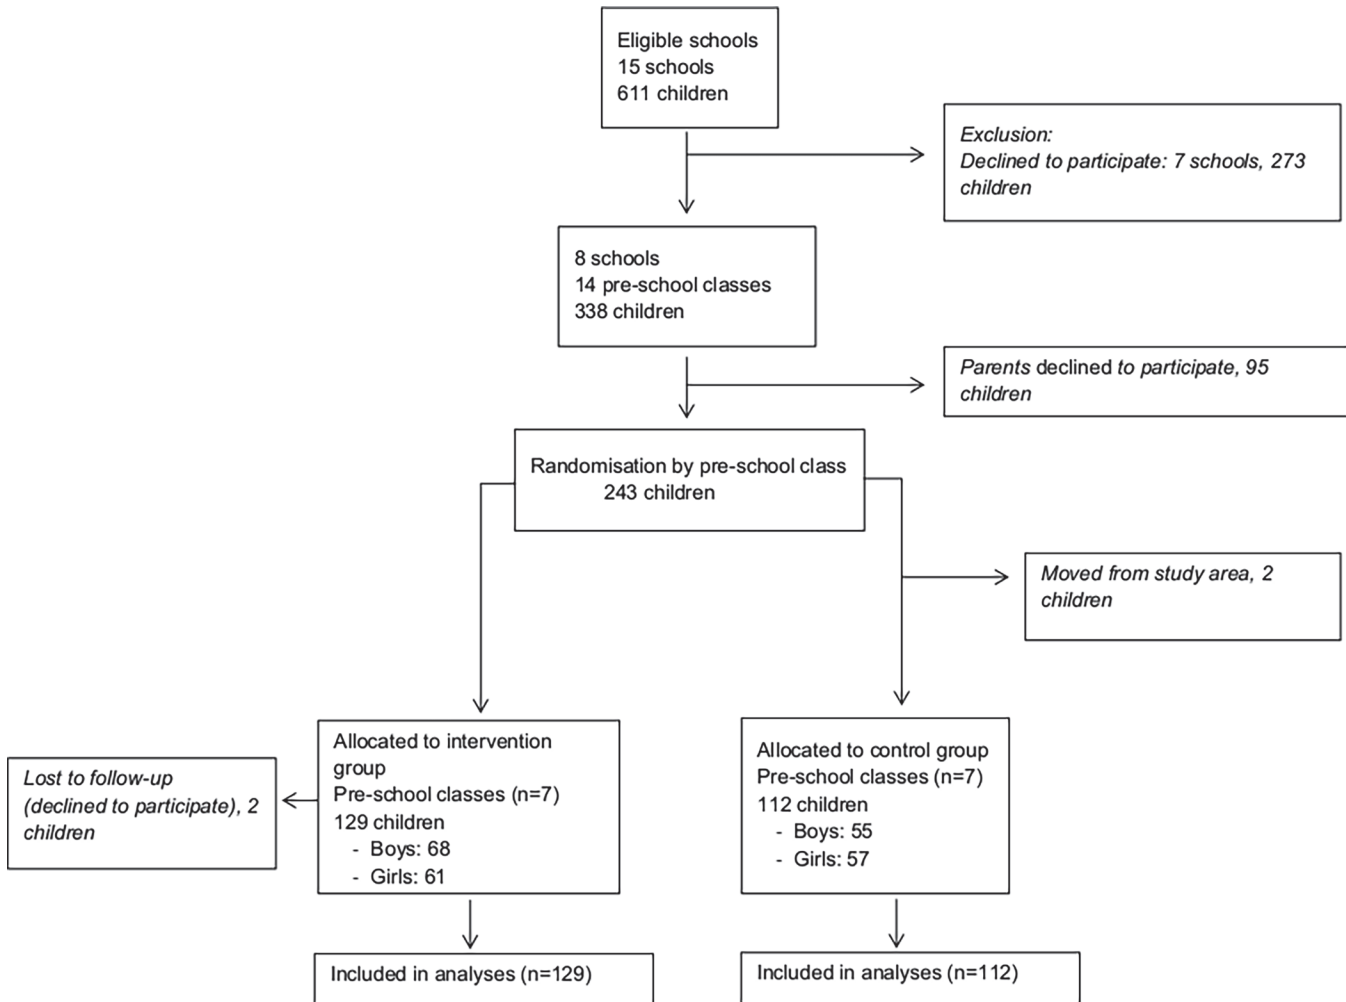 Eligible schools
15 schools
611 children
Exclusion:
Declined to participate: 7 schools, 273
children
8 schools
14 pre-school classes
338 children
Parents declined to participate, 95
children
Randomisation by pre-school class
243 children
Moved from study area, 2
children
Allocated to intervention
group
Pre-school classes (n=7)
129 children
- Boys: 68
- Girls: 61
Allocated to control group
Pre-school classes (n=7)
112 children
- Boys: 55
- Girls: 57
Lost to follow-up
(declined to participate), 2
children
Included in analyses (n=129)
Included in analyses (n=112)